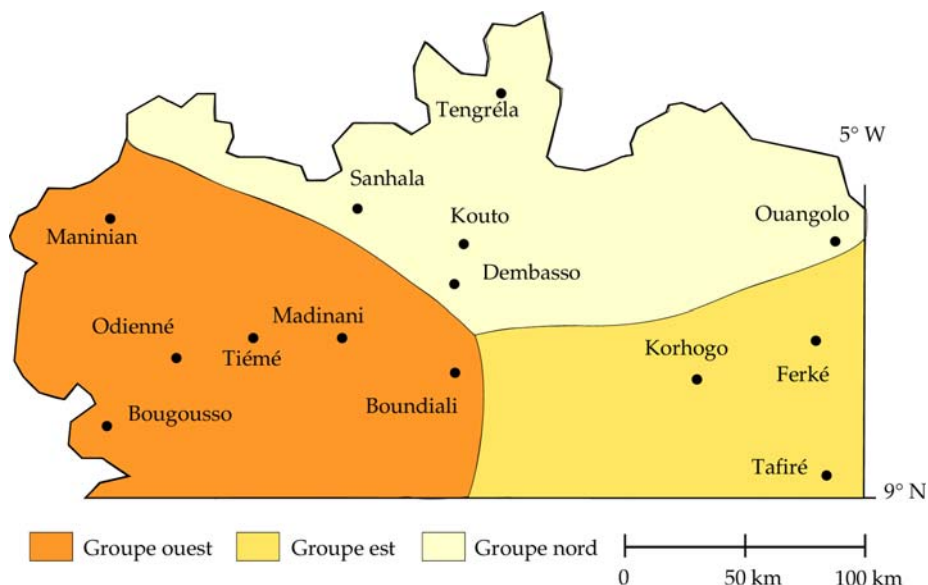 Tengréla
5° W
Sanhala
Kouto
Ouangolo
Maninian
Dembasso
Odienné
Madinani
Tiémé
Korhogo
Ferké
Boundiali
Bougousso
Tafiré
9° N
Groupe ouest
Groupe est
Groupe nord
0
50 km
100 km